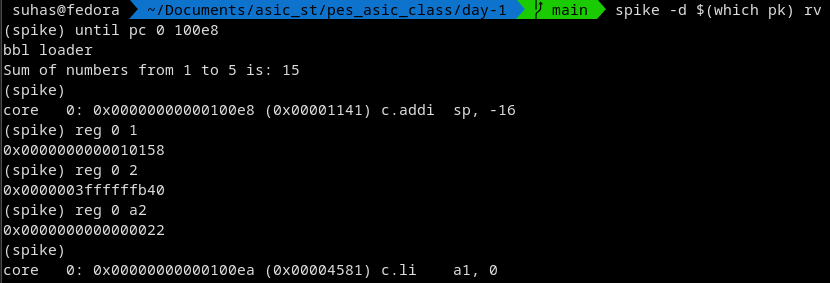 suhas@fedora ~/Documents/asic_st/pes_asic_class/day-1 main spike -d $(which pk) rv
(spike) until pc 0 100e8
bbl loader
Sum of numbers from 1 to 5 is: 15
(spike)
core   0: 0x00000000000100e8 (0x00001141) c.addi  sp, -16
(spike) reg 0 1
0x0000000000010158
(spike) reg 0 2
0x0000003ffffffb40
(spike) reg 0 a2
0x0000000000000022
(spike)
core   0: 0x00000000000100ea (0x00004581) c.li    a1, 0